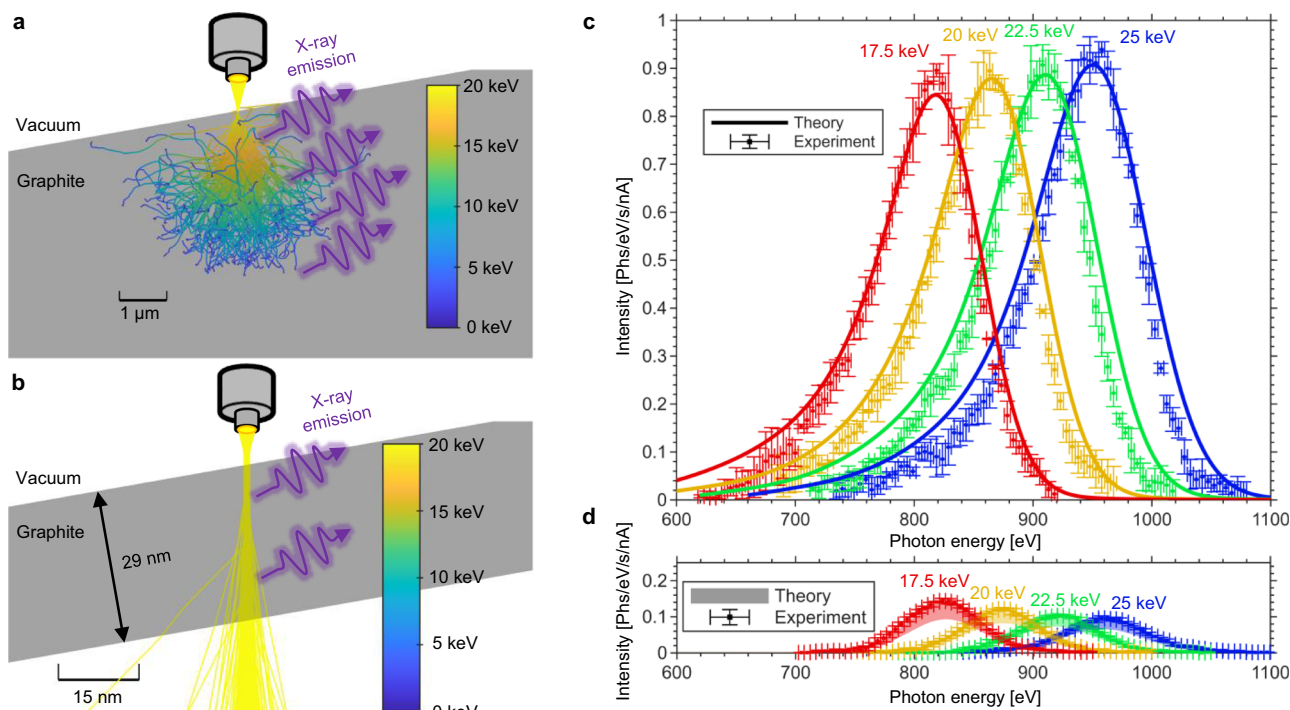 a
X-ray
emission
20 keV
15 keV
10 keV
5 keV
0 keV
Vacuum
Graphite
1 μm
b
X-ray
emission
20 keV
15 keV
10 keV
5 keV
0 keV
Vacuum
Graphite
29 nm
15 nm
c
17.5 keV
20 keV
22.5 keV
25 keV
Theory
Experiment
Intensity [Phs/eV/s/nA]
1
0.9
0.8
0.7
0.6
0.5
0.4
0.3
0.2
0.1
0
600 700 800 900 1000 1100
Photon energy [eV]
d
17.5 keV
20 keV
22.5 keV
25 keV
Theory
Experiment
Intensity [Phs/eV/s/nA]
0.2
0.1
0
600 700 800 900 1000 1100
Photon energy [eV]